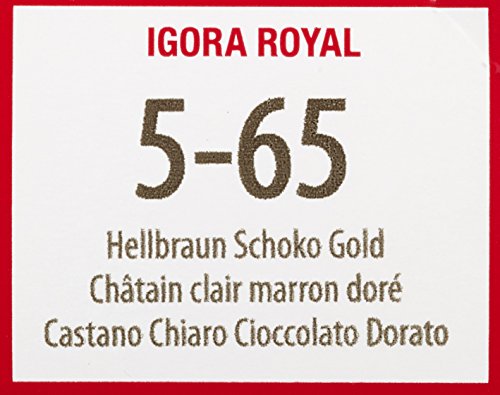 IGORA ROYAL
5-65
Hellbraun Schoko Gold
Châtain clair marron doré
Castano Chiaro Cioccolato Dorato